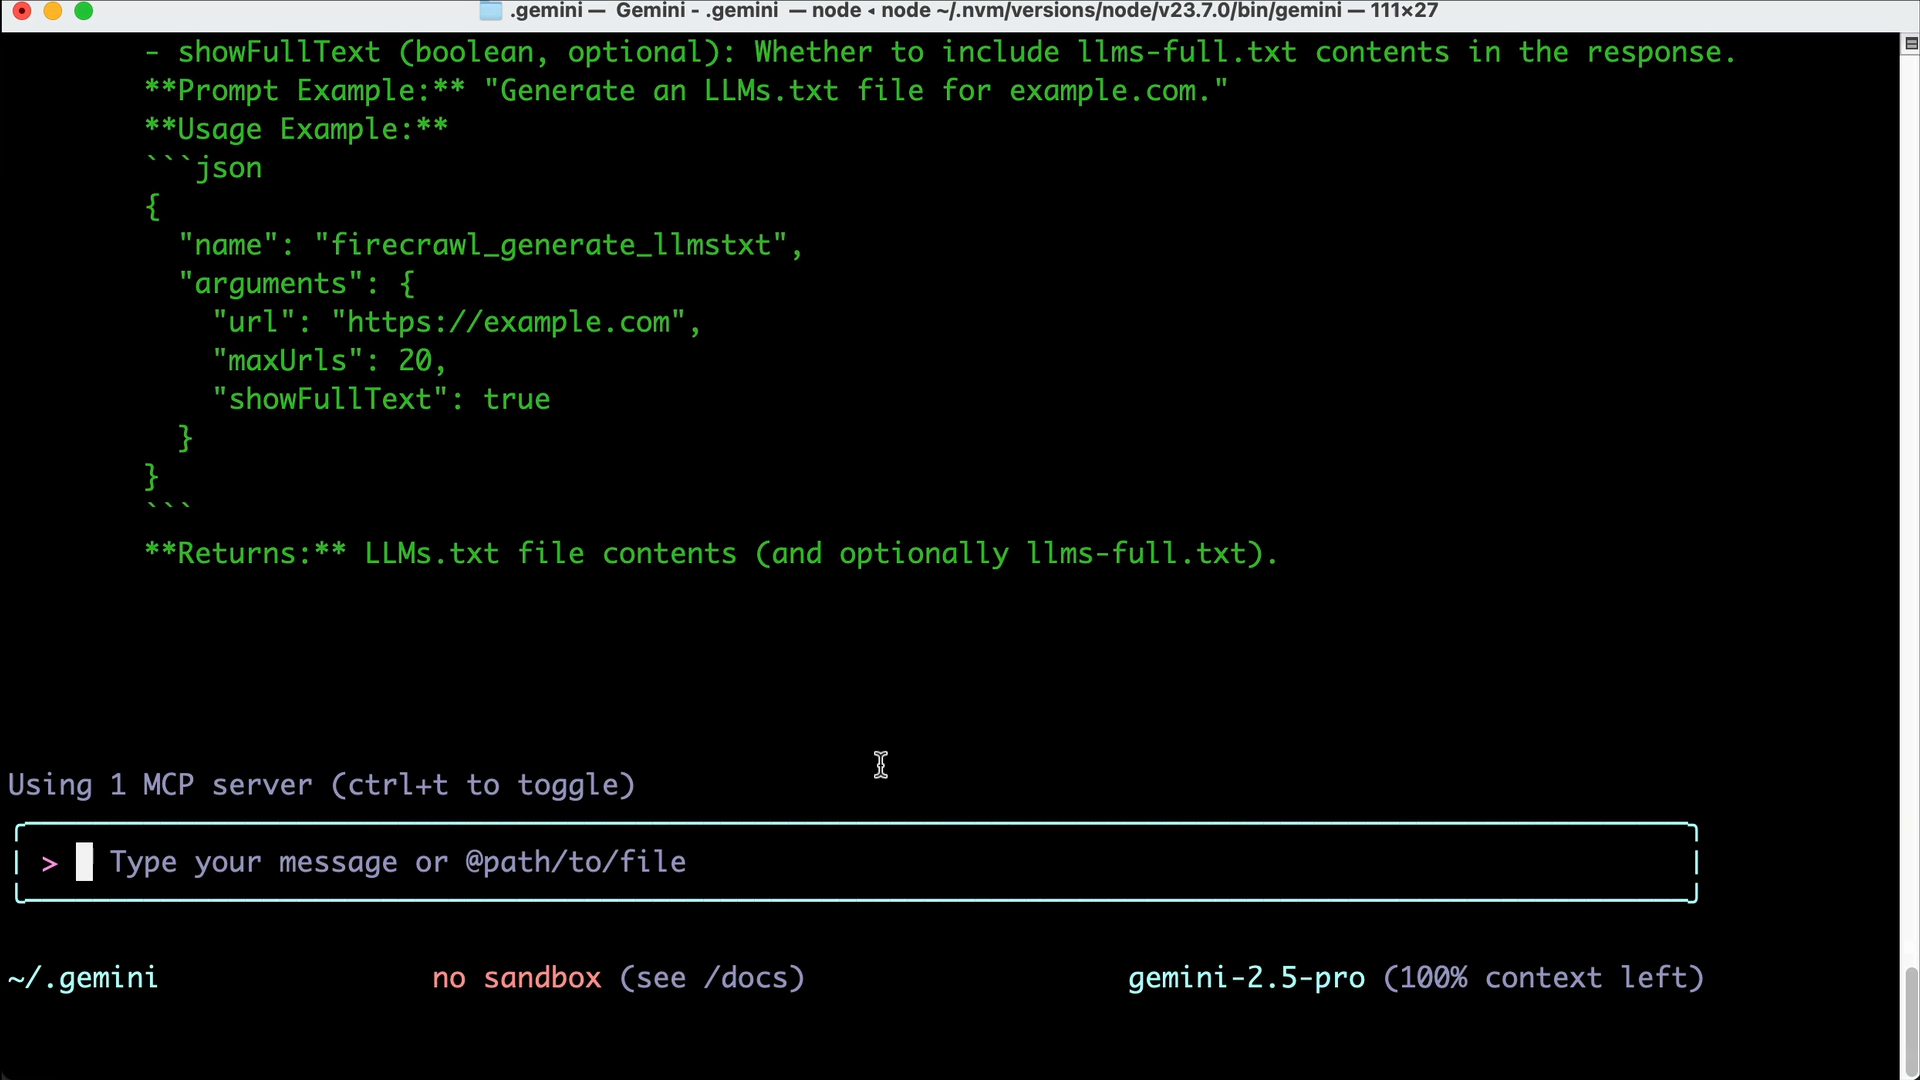 .gemini — Gemini - .gemini — node ◂ node ~/.nvm/versions/node/v23.7.0/bin/gemini — 111×27
- showFullText (boolean, optional): Whether to include llms-full.txt contents in the response.
**Prompt Example:** "Generate an LLMs.txt file for example.com."
**Usage Example:**
```json
{
  "name": "firecrawl_generate_llmstxt",
  "arguments": {
    "url": "https://example.com",
    "maxUrls": 20,
    "showFullText": true
  }
}
```
**Returns:** LLMs.txt file contents (and optionally llms-full.txt).
Using 1 MCP server (ctrl+t to toggle)
> Type your message or @path/to/file
~/.gemini no sandbox (see /docs) gemini-2.5-pro (100% context left)